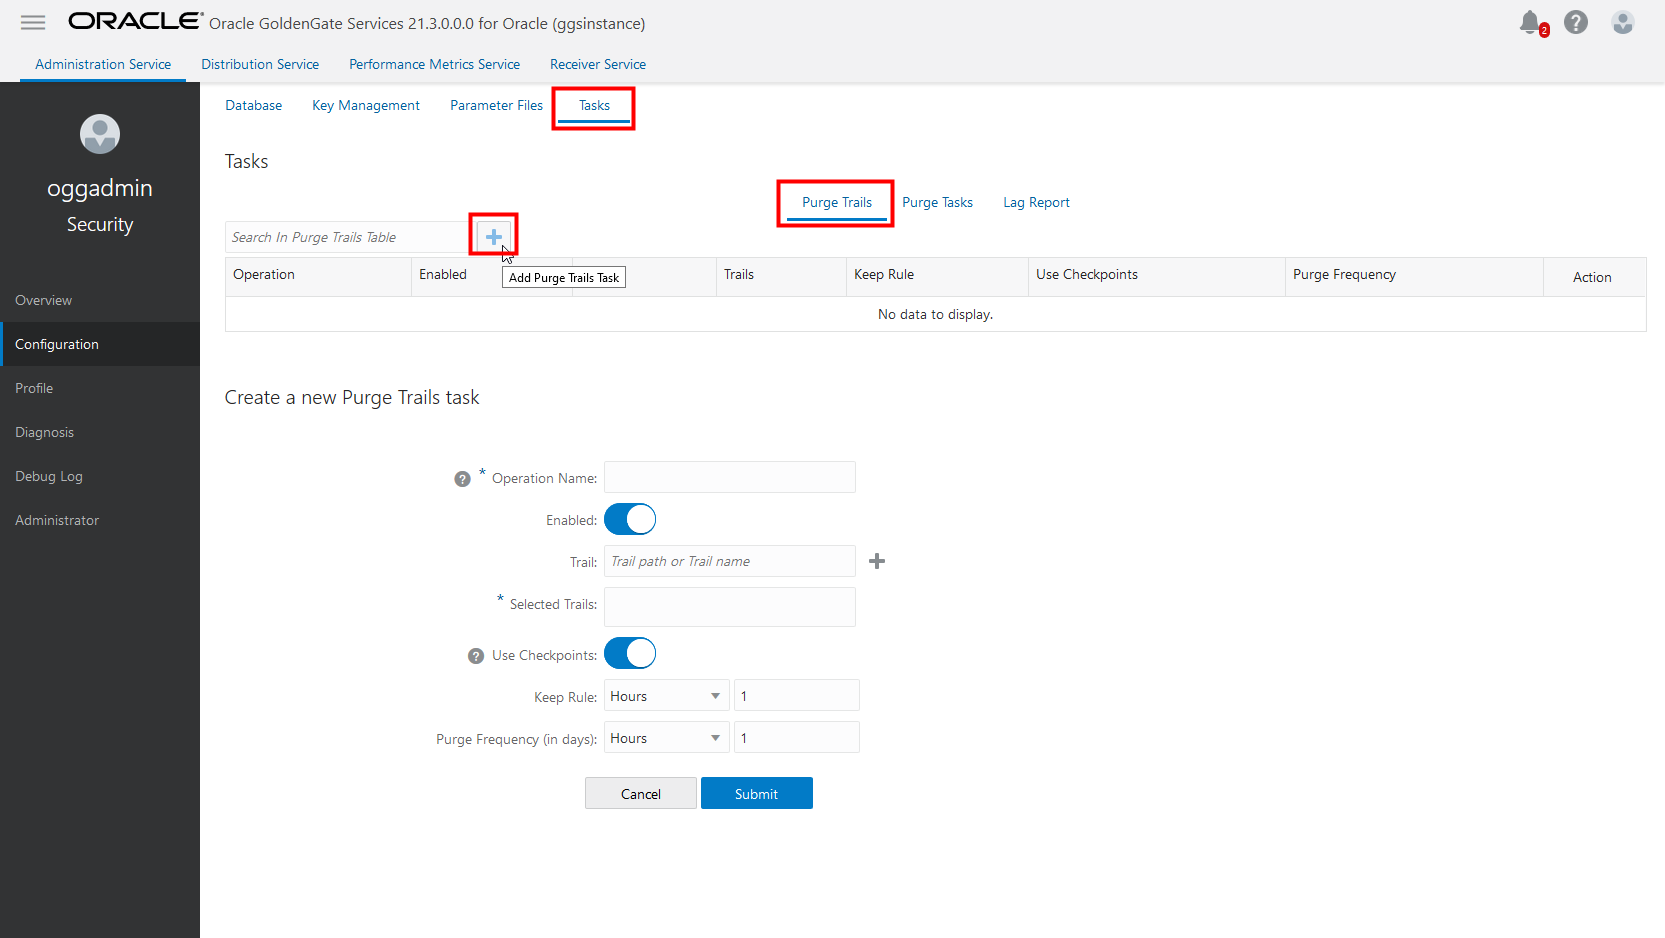 ORACLE® Oracle GoldenGate Services 21.3.0.0.0 for Oracle (ggsinstance)
2
?
Administration Service Distribution Service Performance Metrics Service Receiver Service
oggadmin
Security
Overview
Configuration
Profile
Diagnosis
Debug Log
Administrator
Database Key Management Parameter Files Tasks
Tasks
Purge Trails Purge Tasks Lag Report
Search In Purge Trails Table
Add Purge Trails Task
Operation Enabled Trails Keep Rule Use Checkpoints Purge Frequency Action
No data to display.
Create a new Purge Trails task
? * Operation Name:
Enabled:
Trail: Trail path or Trail name
* Selected Trails:
? Use Checkpoints:
Keep Rule: Hours 1
Purge Frequency (in days): Hours 1
Cancel Submit